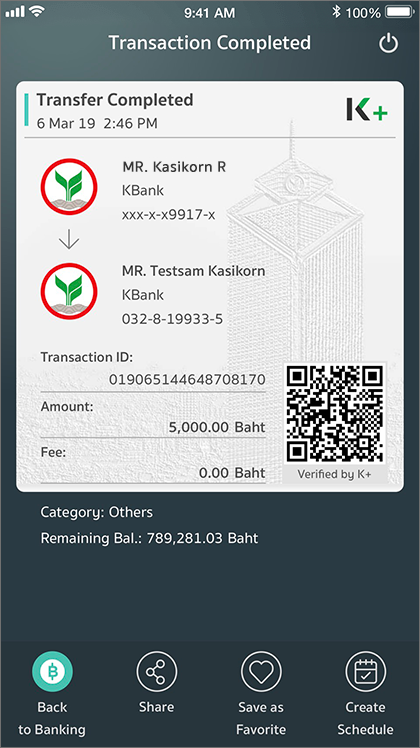 9:41 AM
100%
Transaction Completed
Transfer Completed
6 Mar 19 2:46 PM
K+
MR. Kasikorn R
KBank
xxx-x-x9917-x
MR. Testsam Kasikorn
KBank
032-8-19933-5
Transaction ID:
019065144648708170
Amount:
5,000.00 Baht
Fee:
0.00 Baht
Verified by K+
Category: Others
Remaining Bal.: 789,281.03 Baht
Back
to Banking
Share
Save as
Favorite
Create
Schedule